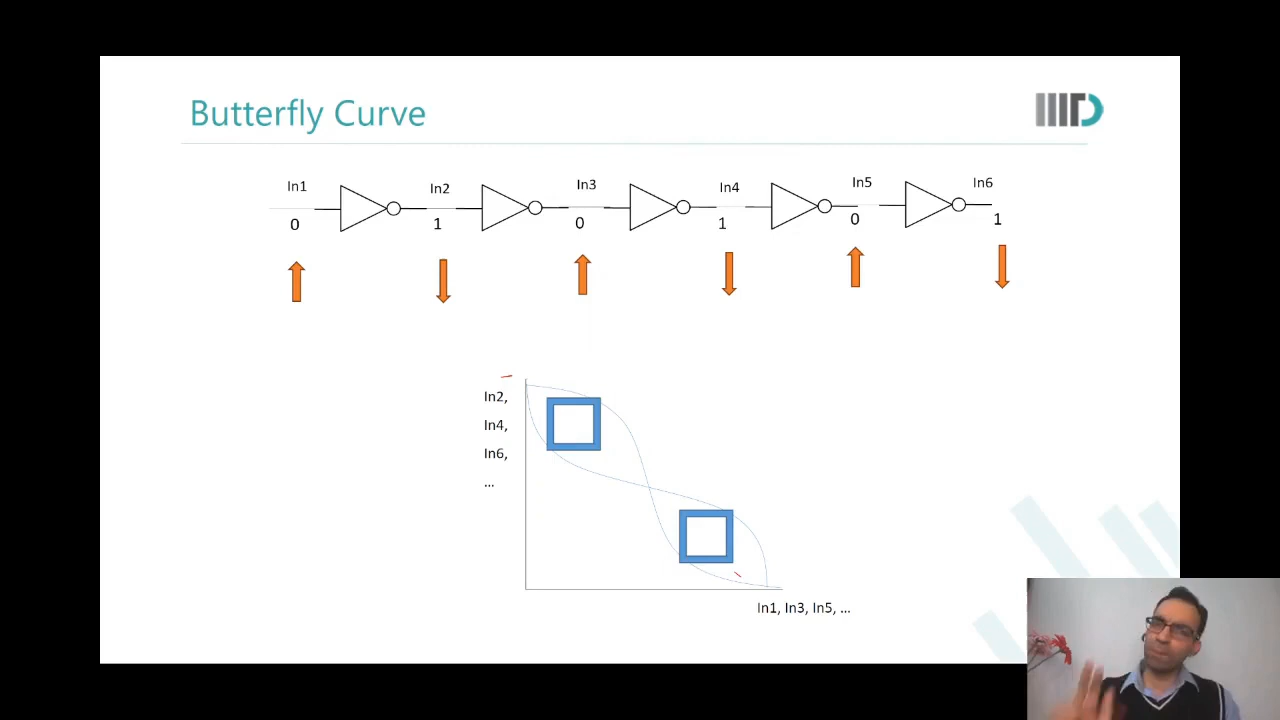 Butterfly Curve
IIITD
In1
In2
In3
In4
In5
In6
0
1
0
1
0
1
In2,
In4,
In6,
...
In1, In3, In5, ...